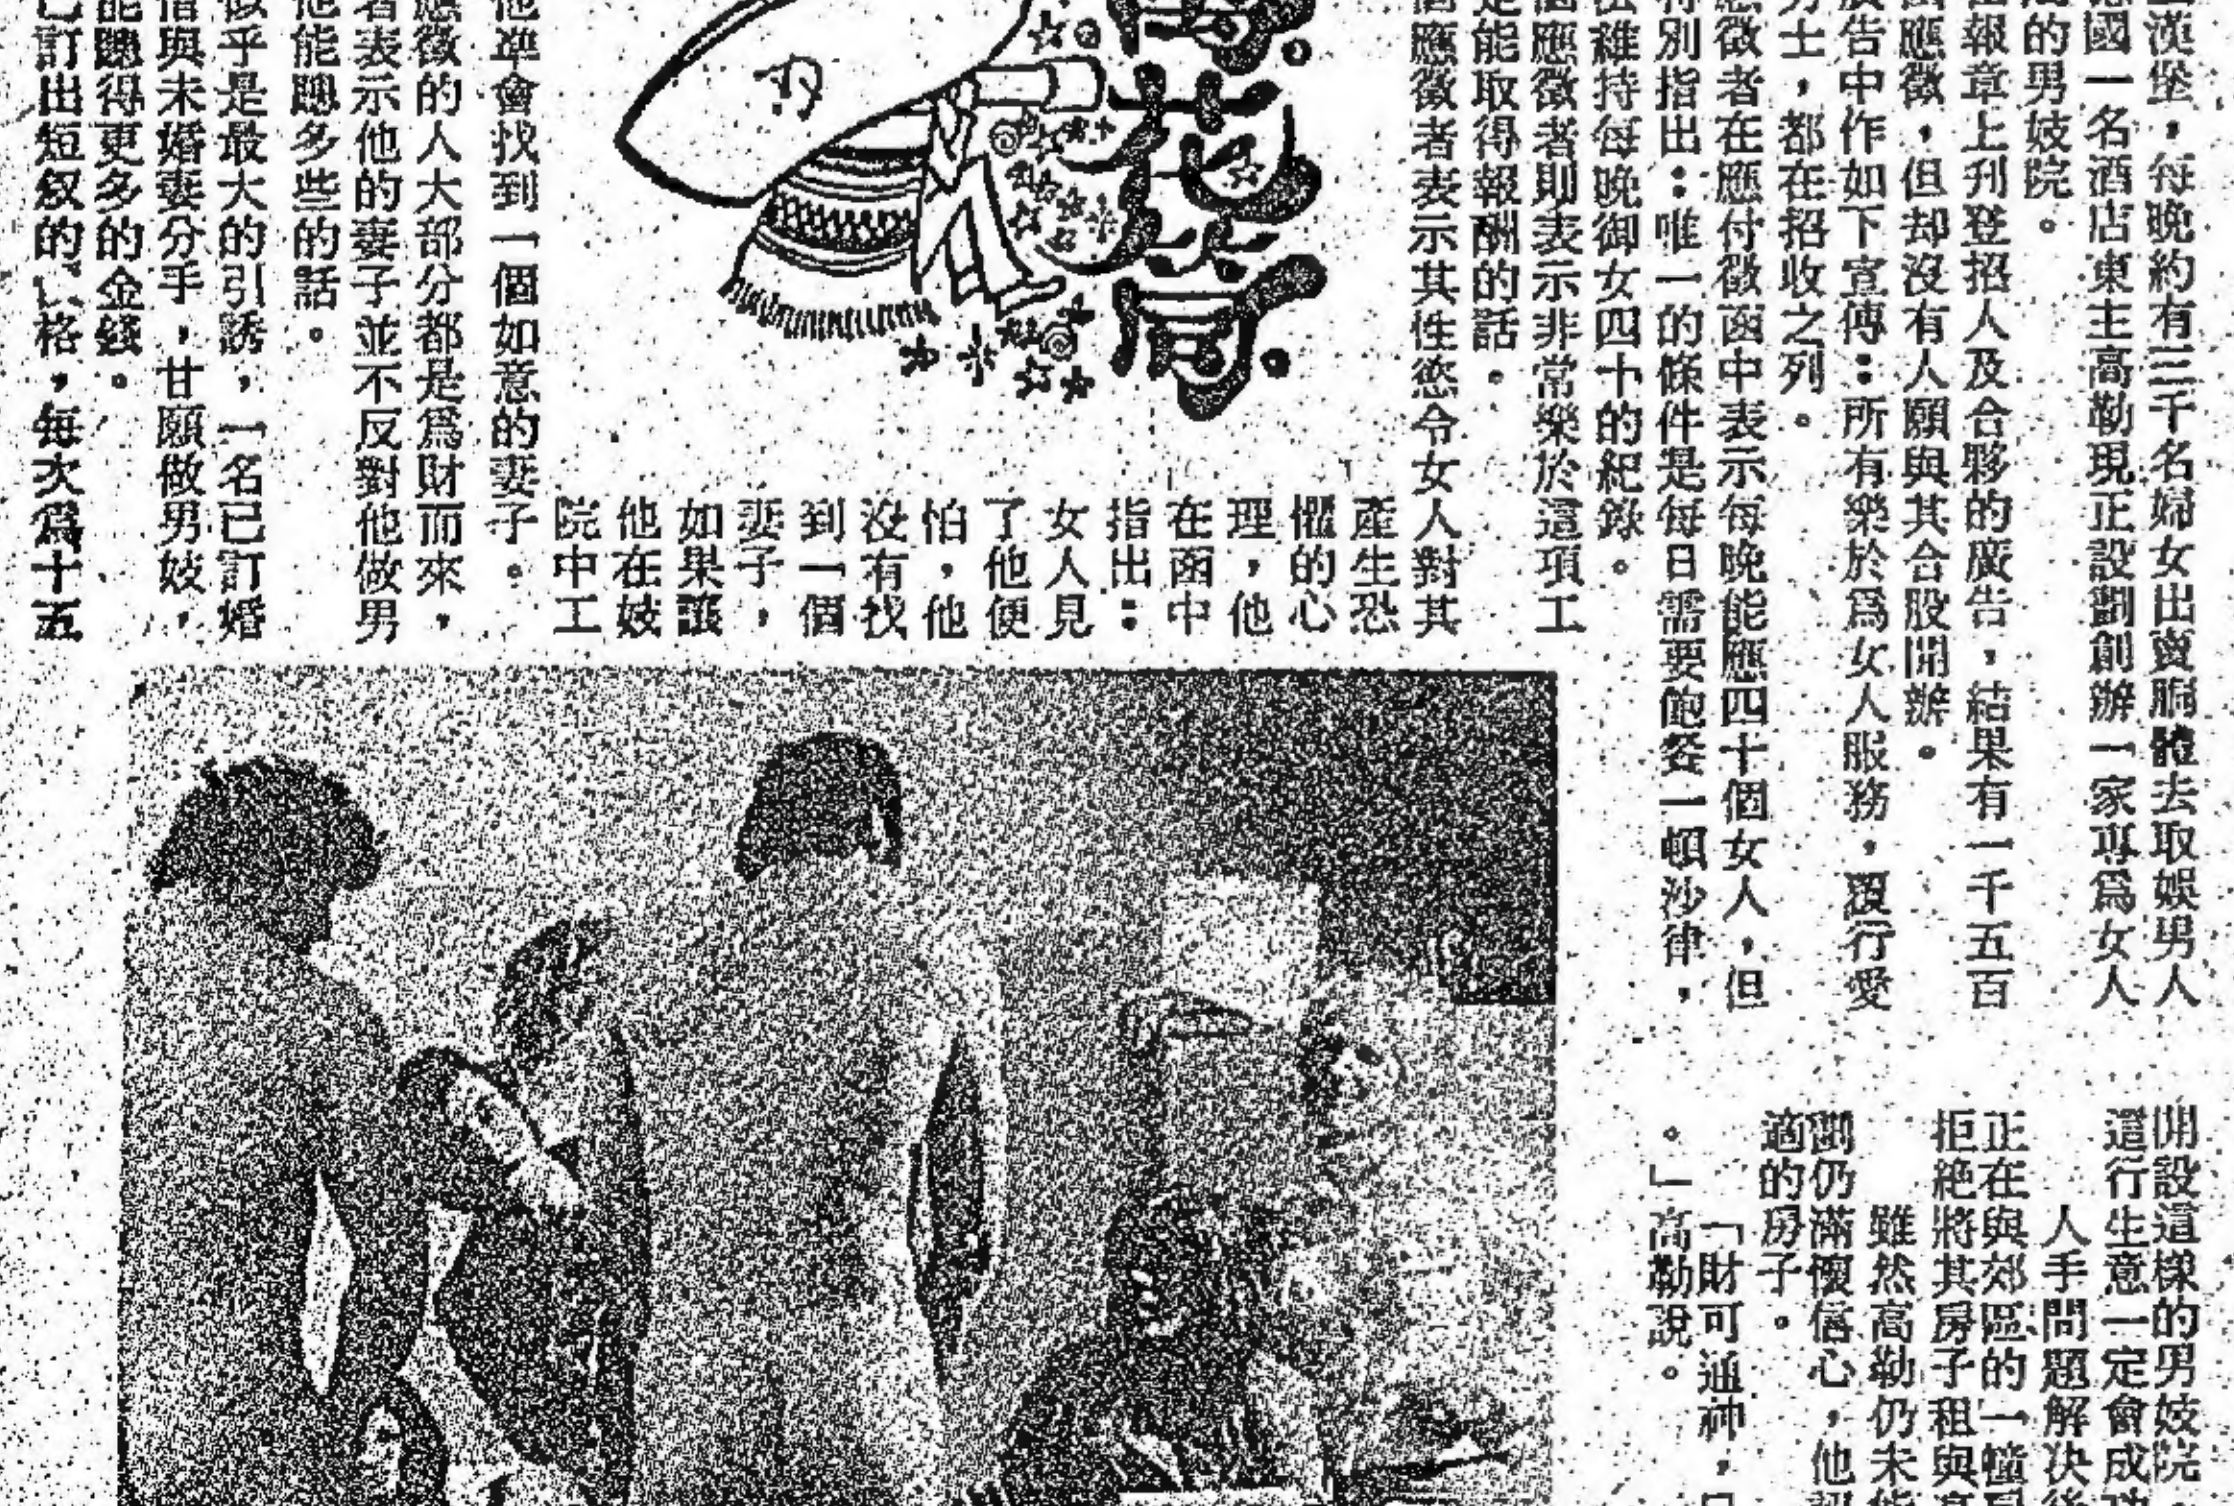 漢堡，每晚約有三千名婦女出賣胴體去取娛男人
國一名酒店東主高勒現正設劃創辦一家專爲女人
的男妓院。
報章上刊登招人及合夥的廣告，結果有一千五百
應徵，但却沒有人願與其合股開辦。
廣告中作如下宣傳：所有樂於爲女人服務，履行愛
男士，都在招收之列。
應徵者在應付徵函中表示每晚能應四十個女人，但
特別指出：唯一的條件是每日需要飽餐一頓沙律，
維持每晚御女四十的紀錄。
個應徵者則表示非常樂於這項工
是能取得報酬的話。
個應徵者表示其性慾令女人對其
產生恐
懼的心
理，他
在函中
指出：
女人見
了他便
怕，他
沒有找
到一個
妻子，
如果讓
他在妓
院中工
他準會找到一個如意的妻子。
應徵的人大部分都是爲財而來，
者表示他的妻子並不反對他做男
他能聽多些的話。
似乎是最大的引誘，一名已訂婚
惜與未婚妻分手，甘願做男妓，
能聽得更多的金錢。
已訂出短叙的格，每次爲十五
開設這樣的男妓院
這行生意一定會成
人手問題解决
正在與郊區的一幢
拒絕將其房子租與
雖然高勒仍未
仍滿懷信心，他
適的房子。
「財可通神，
。」高勒說。